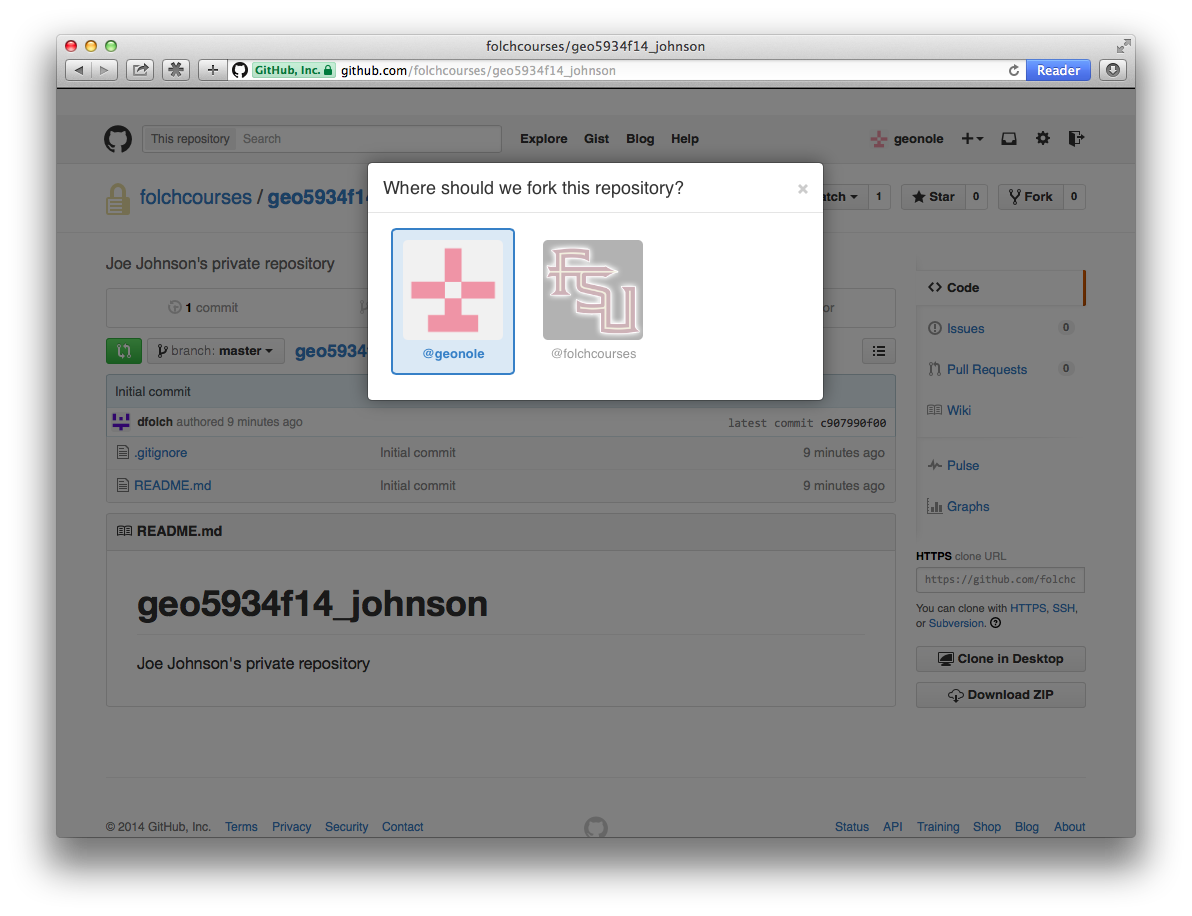 folchcourses/geo5934f14_johnson
GitHub, Inc. github.com/folchcourses/geo5934f14_johnson Reader
This repository Search Explore Gist Blog Help geonole
Where should we fork this repository? ×
folchcourses / geo5934f1 atch 1 Star 0 Fork 0
FSU
@geonole @folchcourses
Joe Johnson's private repository
1 commit or
branch: master geo5934
Initial commit
dfolch authored 9 minutes ago latest commit c907990f00
.gitignore Initial commit 9 minutes ago
README.md Initial commit 9 minutes ago
README.md
geo5934f14_johnson
Joe Johnson's private repository
Code
Issues 0
Pull Requests 0
Wiki
Pulse
Graphs
HTTPS clone URL
https://github.com/folchc
You can clone with HTTPS, SSH,
or Subversion.
Clone in Desktop
Download ZIP
© 2014 GitHub, Inc. Terms Privacy Security Contact Status API Training Shop Blog About